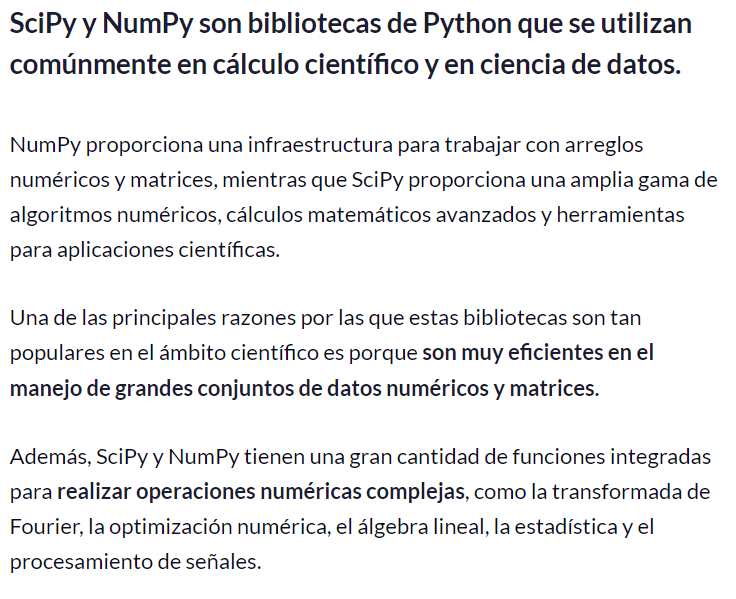 SciPy y NumPy son bibliotecas de Python que se utilizan
comúnmente en cálculo científico y en ciencia de datos.
NumPy proporciona una infraestructura para trabajar con arreglos
numéricos y matrices, mientras que SciPy proporciona una amplia gama de
algoritmos numéricos, cálculos matemáticos avanzados y herramientas
para aplicaciones científicas.
Una de las principales razones por las que estas bibliotecas son tan
populares en el ámbito científico es porque son muy eficientes en el
manejo de grandes conjuntos de datos numéricos y matrices.
Además, SciPy y NumPy tienen una gran cantidad de funciones integradas
para realizar operaciones numéricas complejas, como la transformada de
Fourier, la optimización numérica, el álgebra lineal, la estadística y el
procesamiento de señales.